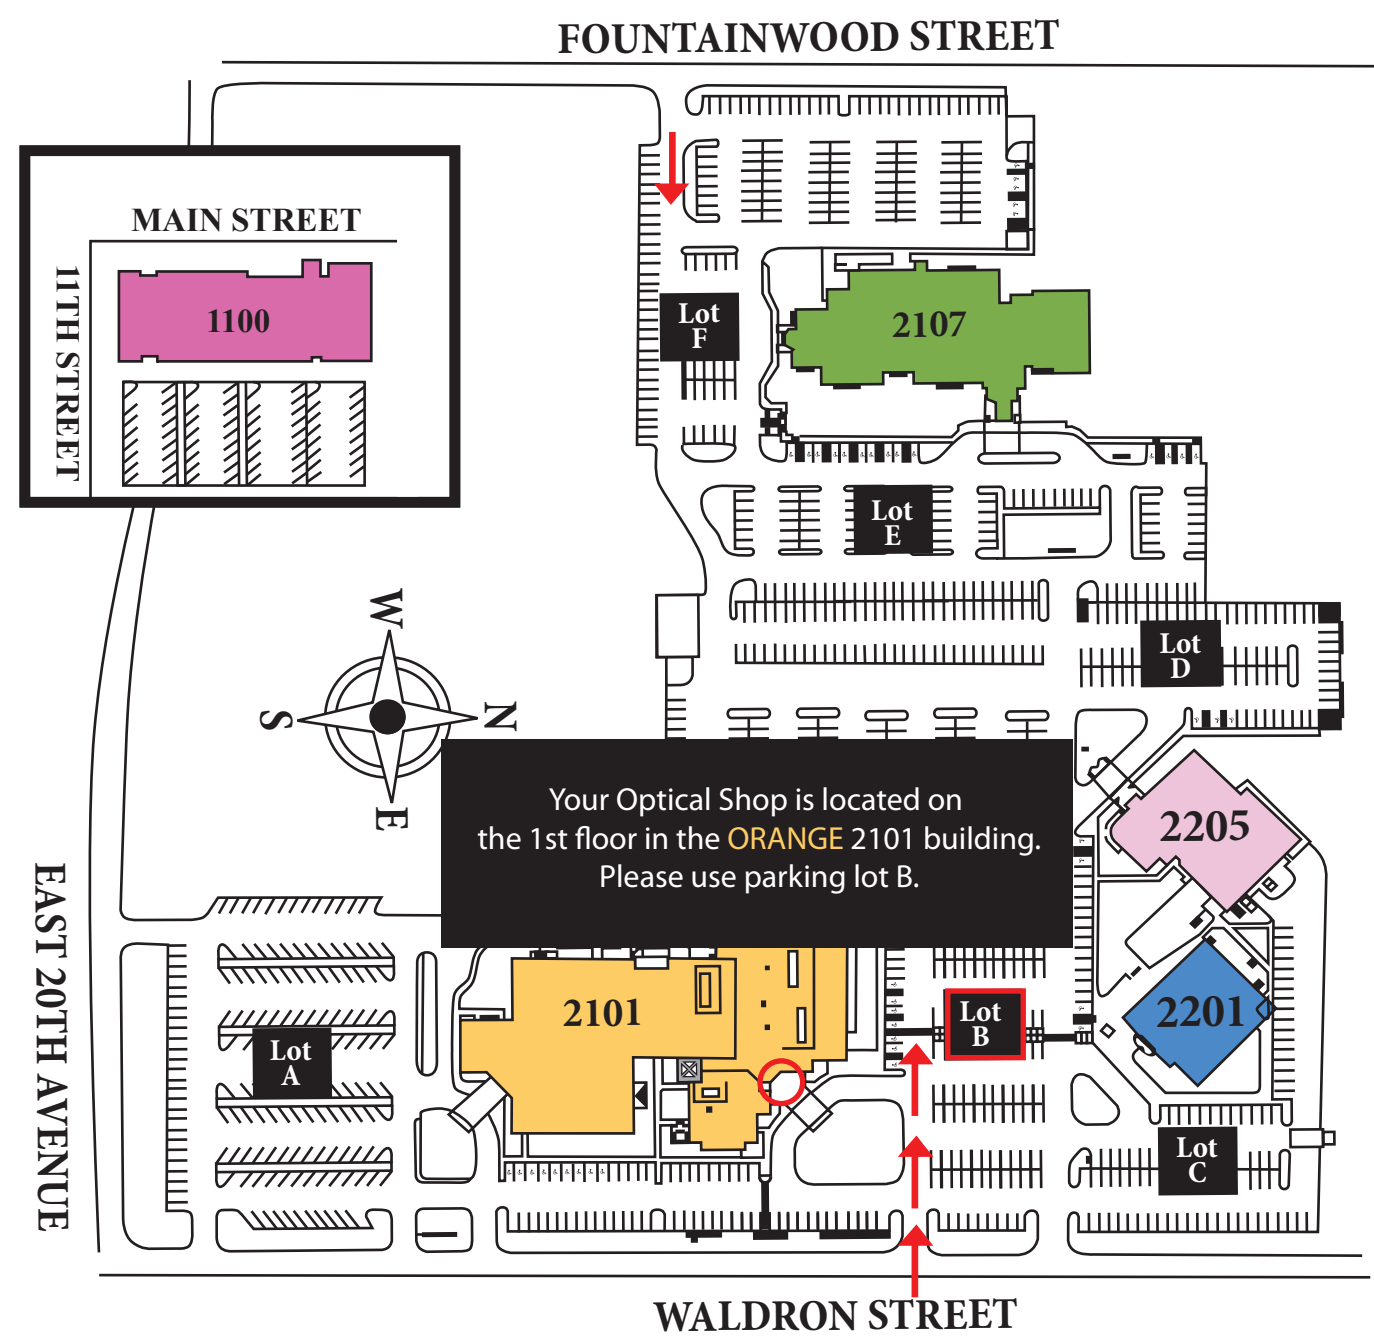 FOUNTAINWOOD STREET
MAIN STREET
11TH STREET
1100
Lot
F
2107
Lot
E
Lot
D
W
S
N
E
Your Optical Shop is located on
the 1st floor in the ORANGE 2101 building.
Please use parking lot B.
2205
EAST 20TH AVENUE
2101
Lot
B
2201
Lot
A
Lot
C
WALDRON STREET